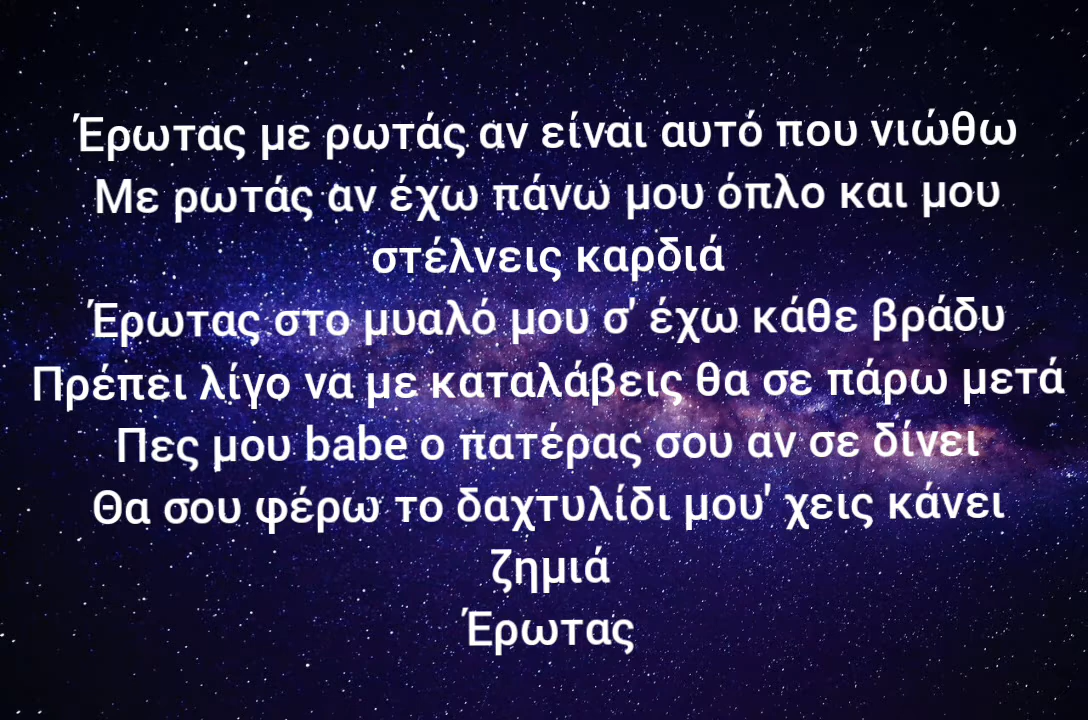 Έρωτας με ρωτάς αν είναι αυτό που νιώθω
Με ρωτάς αν έχω πάνω μου όπλο και μου
στέλνεις καρδιά
Έρωτας στο μυαλό μου σ' έχω κάθε βράδυ
Πρέπει λίγο να με καταλάβεις θα σε πάρω μετά
Πες μου babe ο πατέρας σου αν σε δίνει
Θα σου φέρω το δαχτυλίδι μου' χεις κάνει
ζημιά
Έρωτας